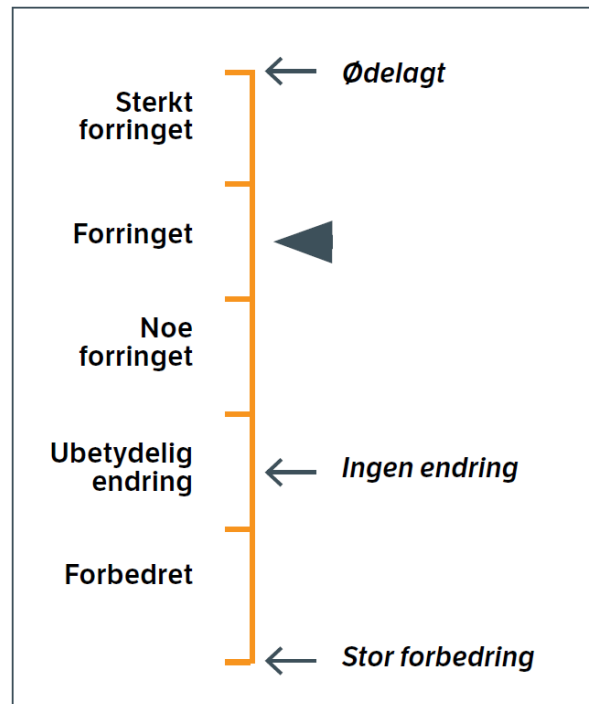 Ødelagt
Sterkt
forringet
Forringet
Noe
forringet
Ubetydelig
endring
Ingen endring
Forbedret
Stor forbedring